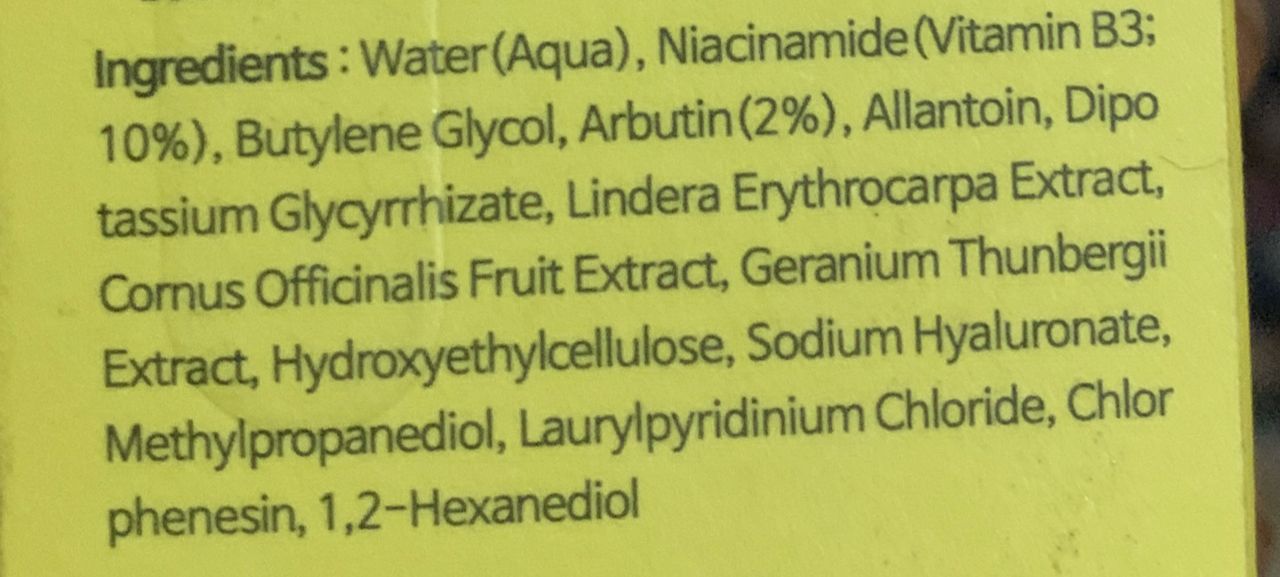 Ingredients : Water(Aqua), Niacinamide(Vitamin B3;
10%), Butylene Glycol, Arbutin(2%), Allantoin, Dipo
tassium Glycyrrhizate, Lindera Erythrocarpa Extract,
Cornus Officinalis Fruit Extract, Geranium Thunbergii
Extract, Hydroxyethylcellulose, Sodium Hyaluronate,
Methylpropanediol, Laurylpyridinium Chloride, Chlor
phenesin, 1,2-Hexanediol